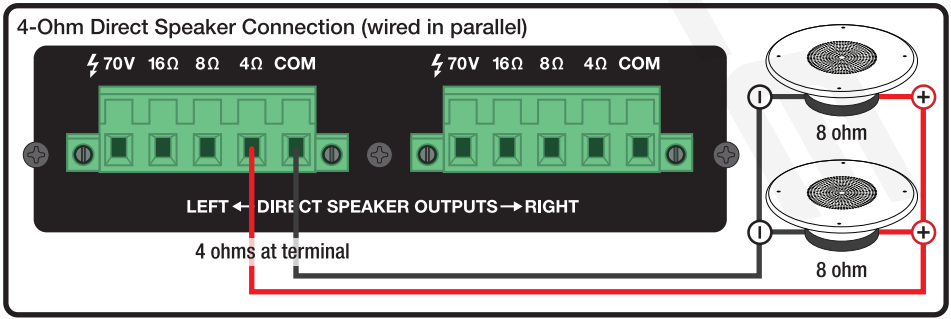 4-Ohm Direct Speaker Connection (wired in parallel)
70V 16Ω 8Ω 4Ω COM
70V 16Ω 8Ω 4Ω COM
LEFT ← DIRECT SPEAKER OUTPUTS → RIGHT
4 ohms at terminal
8 ohm
8 ohm